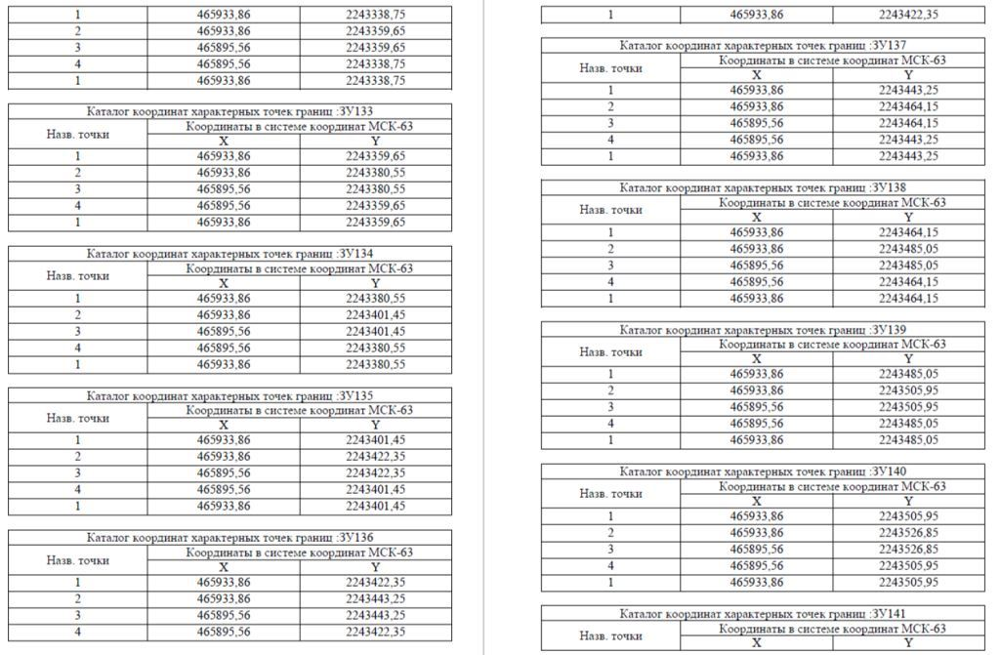 1 465933,86 2243338,75
2 465933,86 2243359,65
3 465895,56 2243359,65
4 465895,56 2243338,75
1 465933,86 2243338,75
Каталог координат характерных точек границ :ЗУ133
Назв. точки Координаты в системе координат МСК-63
X Y
1 465933,86 2243359,65
2 465933,86 2243380,55
3 465895,56 2243380,55
4 465895,56 2243359,65
1 465933,86 2243359,65
Каталог координат характерных точек границ :ЗУ134
Назв. точки Координаты в системе координат МСК-63
X Y
1 465933,86 2243380,55
2 465933,86 2243401,45
3 465895,56 2243401,45
4 465895,56 2243380,55
1 465933,86 2243380,55
Каталог координат характерных точек границ :ЗУ135
Назв. точки Координаты в системе координат МСК-63
X Y
1 465933,86 2243401,45
2 465933,86 2243422,35
3 465895,56 2243422,35
4 465895,56 2243401,45
1 465933,86 2243401,45
Каталог координат характерных точек границ :ЗУ136
Назв. точки Координаты в системе координат МСК-63
X Y
1 465933,86 2243422,35
2 465933,86 2243443,25
3 465895,56 2243443,25
4 465895,56 2243422,35
1 465933,86 2243422,35
Каталог координат характерных точек границ :ЗУ137
Назв. точки Координаты в системе координат МСК-63
X Y
1 465933,86 2243443,25
2 465933,86 2243464,15
3 465895,56 2243464,15
4 465895,56 2243443,25
1 465933,86 2243443,25
Каталог координат характерных точек границ :ЗУ138
Назв. точки Координаты в системе координат МСК-63
X Y
1 465933,86 2243464,15
2 465933,86 2243485,05
3 465895,56 2243485,05
4 465895,56 2243464,15
1 465933,86 2243464,15
Каталог координат характерных точек границ :ЗУ139
Назв. точки Координаты в системе координат МСК-63
X Y
1 465933,86 2243485,05
2 465933,86 2243505,95
3 465895,56 2243505,95
4 465895,56 2243485,05
1 465933,86 2243485,05
Каталог координат характерных точек границ :ЗУ140
Назв. точки Координаты в системе координат МСК-63
X Y
1 465933,86 2243505,95
2 465933,86 2243526,85
3 465895,56 2243526,85
4 465895,56 2243505,95
1 465933,86 2243505,95
Каталог координат характерных точек границ :ЗУ141
Назв. точки Координаты в системе координат МСК-63
X Y